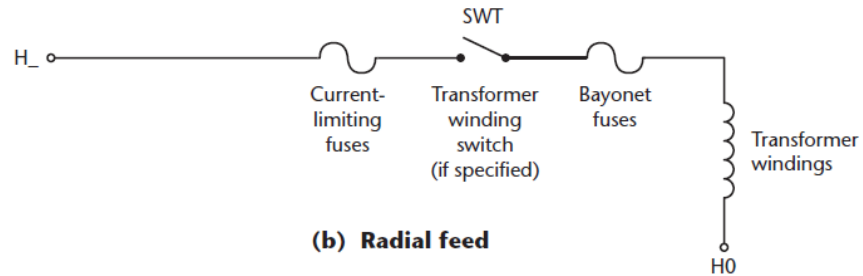 SWT
H_
Current-
limiting
fuses
Transformer
winding
switch
(if specified)
Bayonet
fuses
Transformer
windings
(b) Radial feed
H0